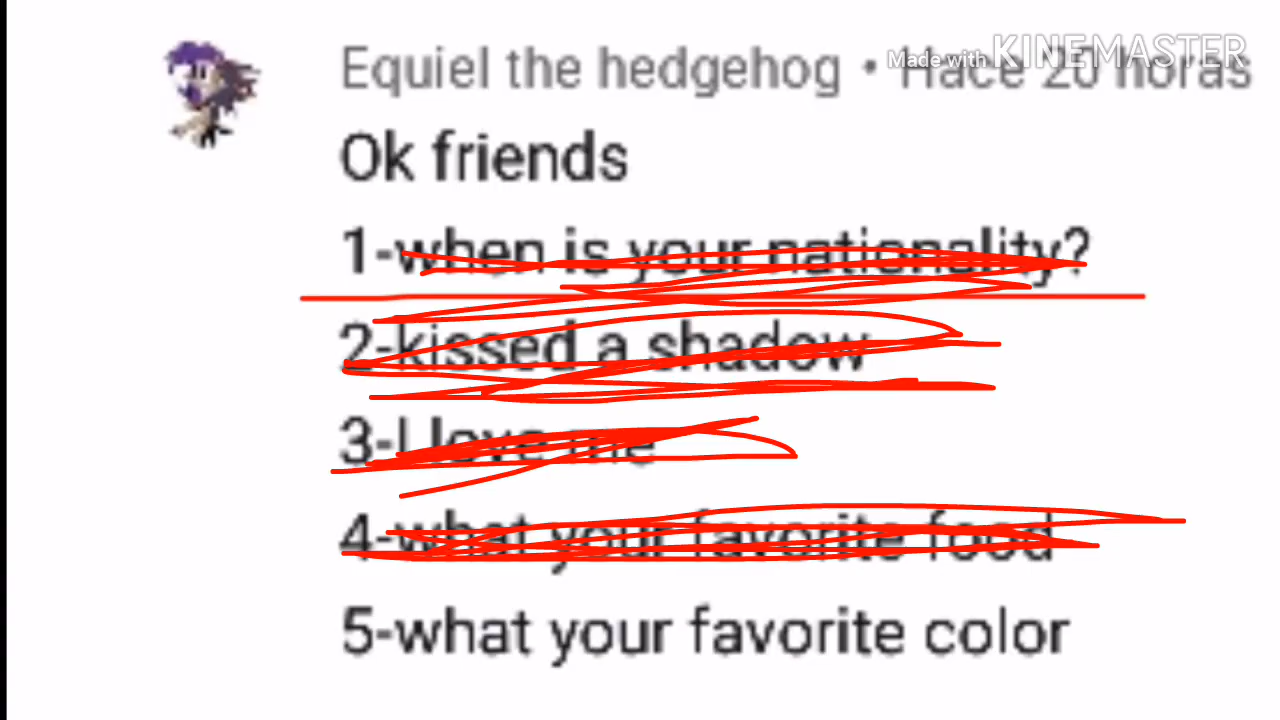 Equiel the hedgehog • Hace 20 horas
Made with KINEMASTER
Ok friends
1-when is your nationality?
2-kissed a shadow
3-I love me
4-what your favorite food
5-what your favorite color